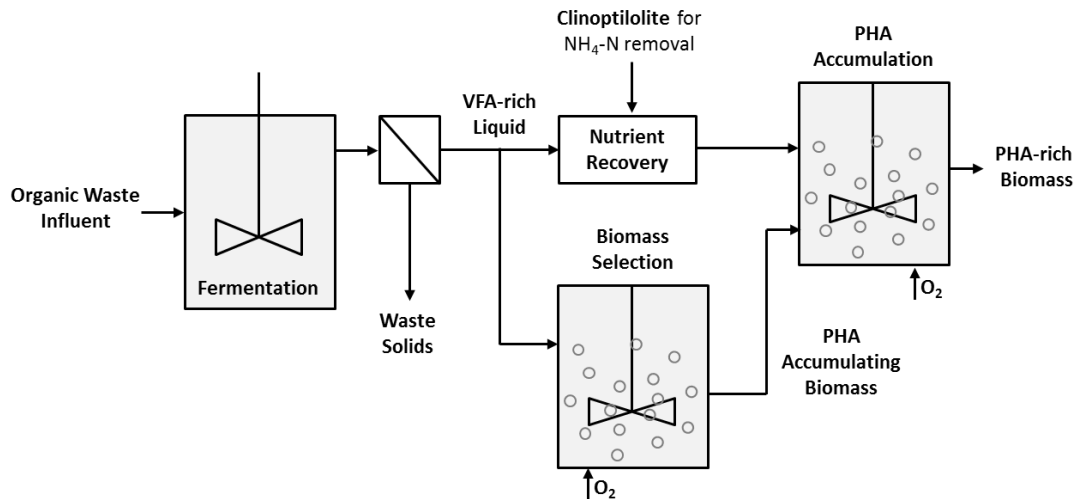 Clinoptilolite for
NH₄-N removal
PHA
Accumulation
VFA-rich
Liquid
Nutrient
Recovery
PHA-rich
Biomass
Organic Waste
Influent
Fermentation
Biomass
Selection
O₂
Waste
Solids
PHA
Accumulating
Biomass
O₂